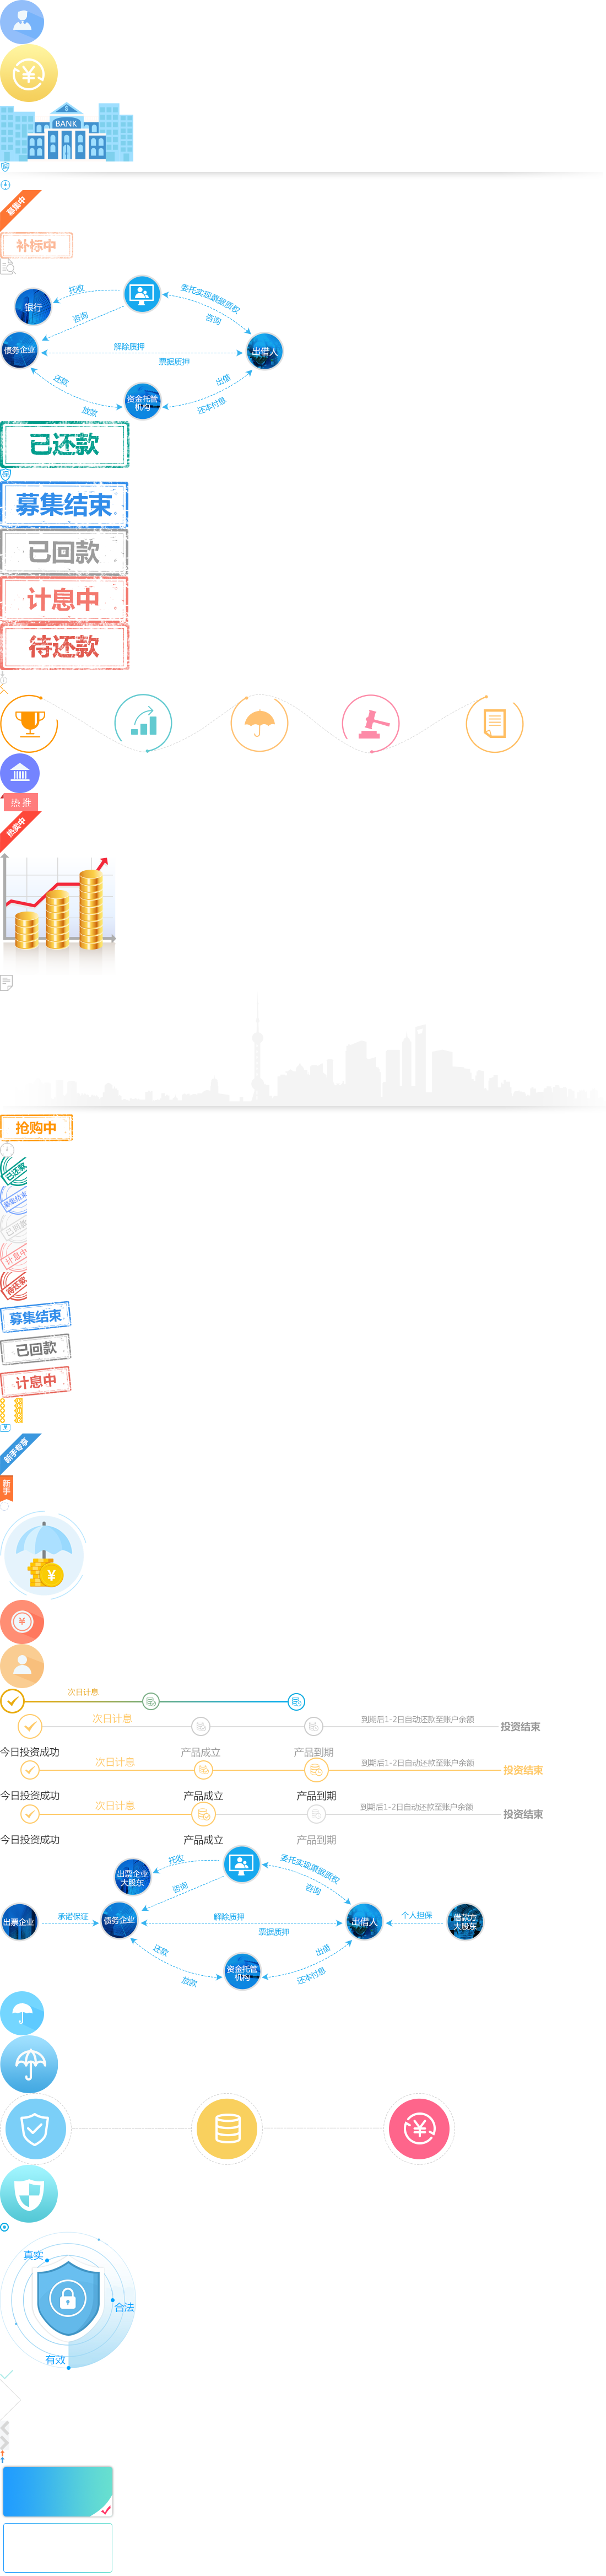 BANK
募集中
补标中
托收
委托实现票据质权
银行
咨询
咨询
债务企业
解除质押
出借人
票据质押
还款
出借
资金托管
机构
放款
还本付息
已还款
募集结束
已回款
计息中
待还款
热推
热卖中
抢购中
已还款
募集结束
已回款
计息中
待还款
募集结束
已回款
计息中
新手专享
新手
次日计息
次日计息
到期后1-2日自动还款至账户余额
投资结束
今日投资成功
产品成立
产品到期
次日计息
到期后1-2日自动还款至账户余额
投资结束
今日投资成功
产品成立
产品到期
次日计息
到期后1-2日自动还款至账户余额
投资结束
今日投资成功
产品成立
产品到期
托收
委托实现票据质权
出票企业
大股东
咨询
咨询
出票企业
承诺保证
债务企业
解除质押
出借人
个人担保
借款方
大股东
票据质押
还款
出借
资金托管
机构
放款
还本付息
真实
合法
有效